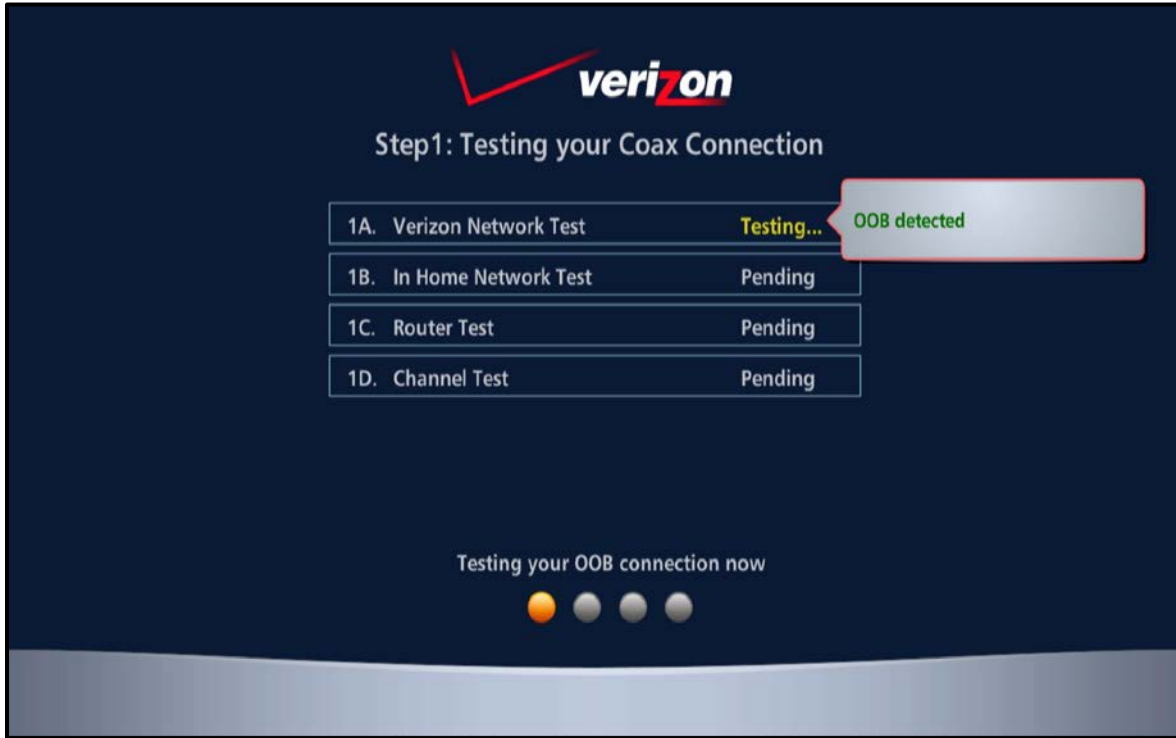 verizon
Step1: Testing your Coax Connection
1A. Verizon Network Test Testing...
OOB detected
1B. In Home Network Test Pending
1C. Router Test Pending
1D. Channel Test Pending
Testing your OOB connection now